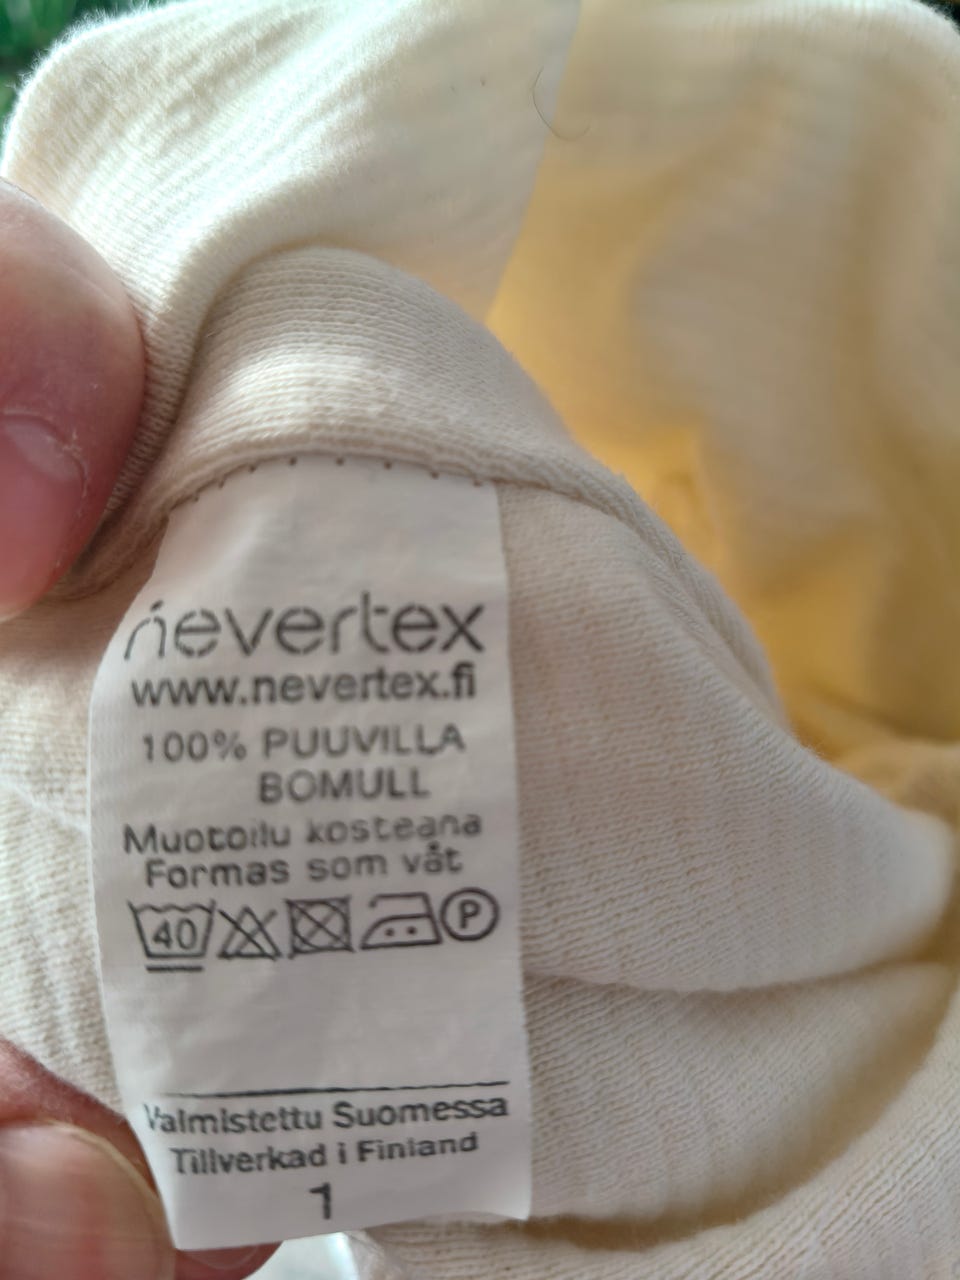 nevertex
www.nevertex.fi
100% PUUVILLA
BOMULL
Muotoilu kosteana
Formas som våt
40 P
Valmistettu Suomessa
Tillverkad i Finland
1